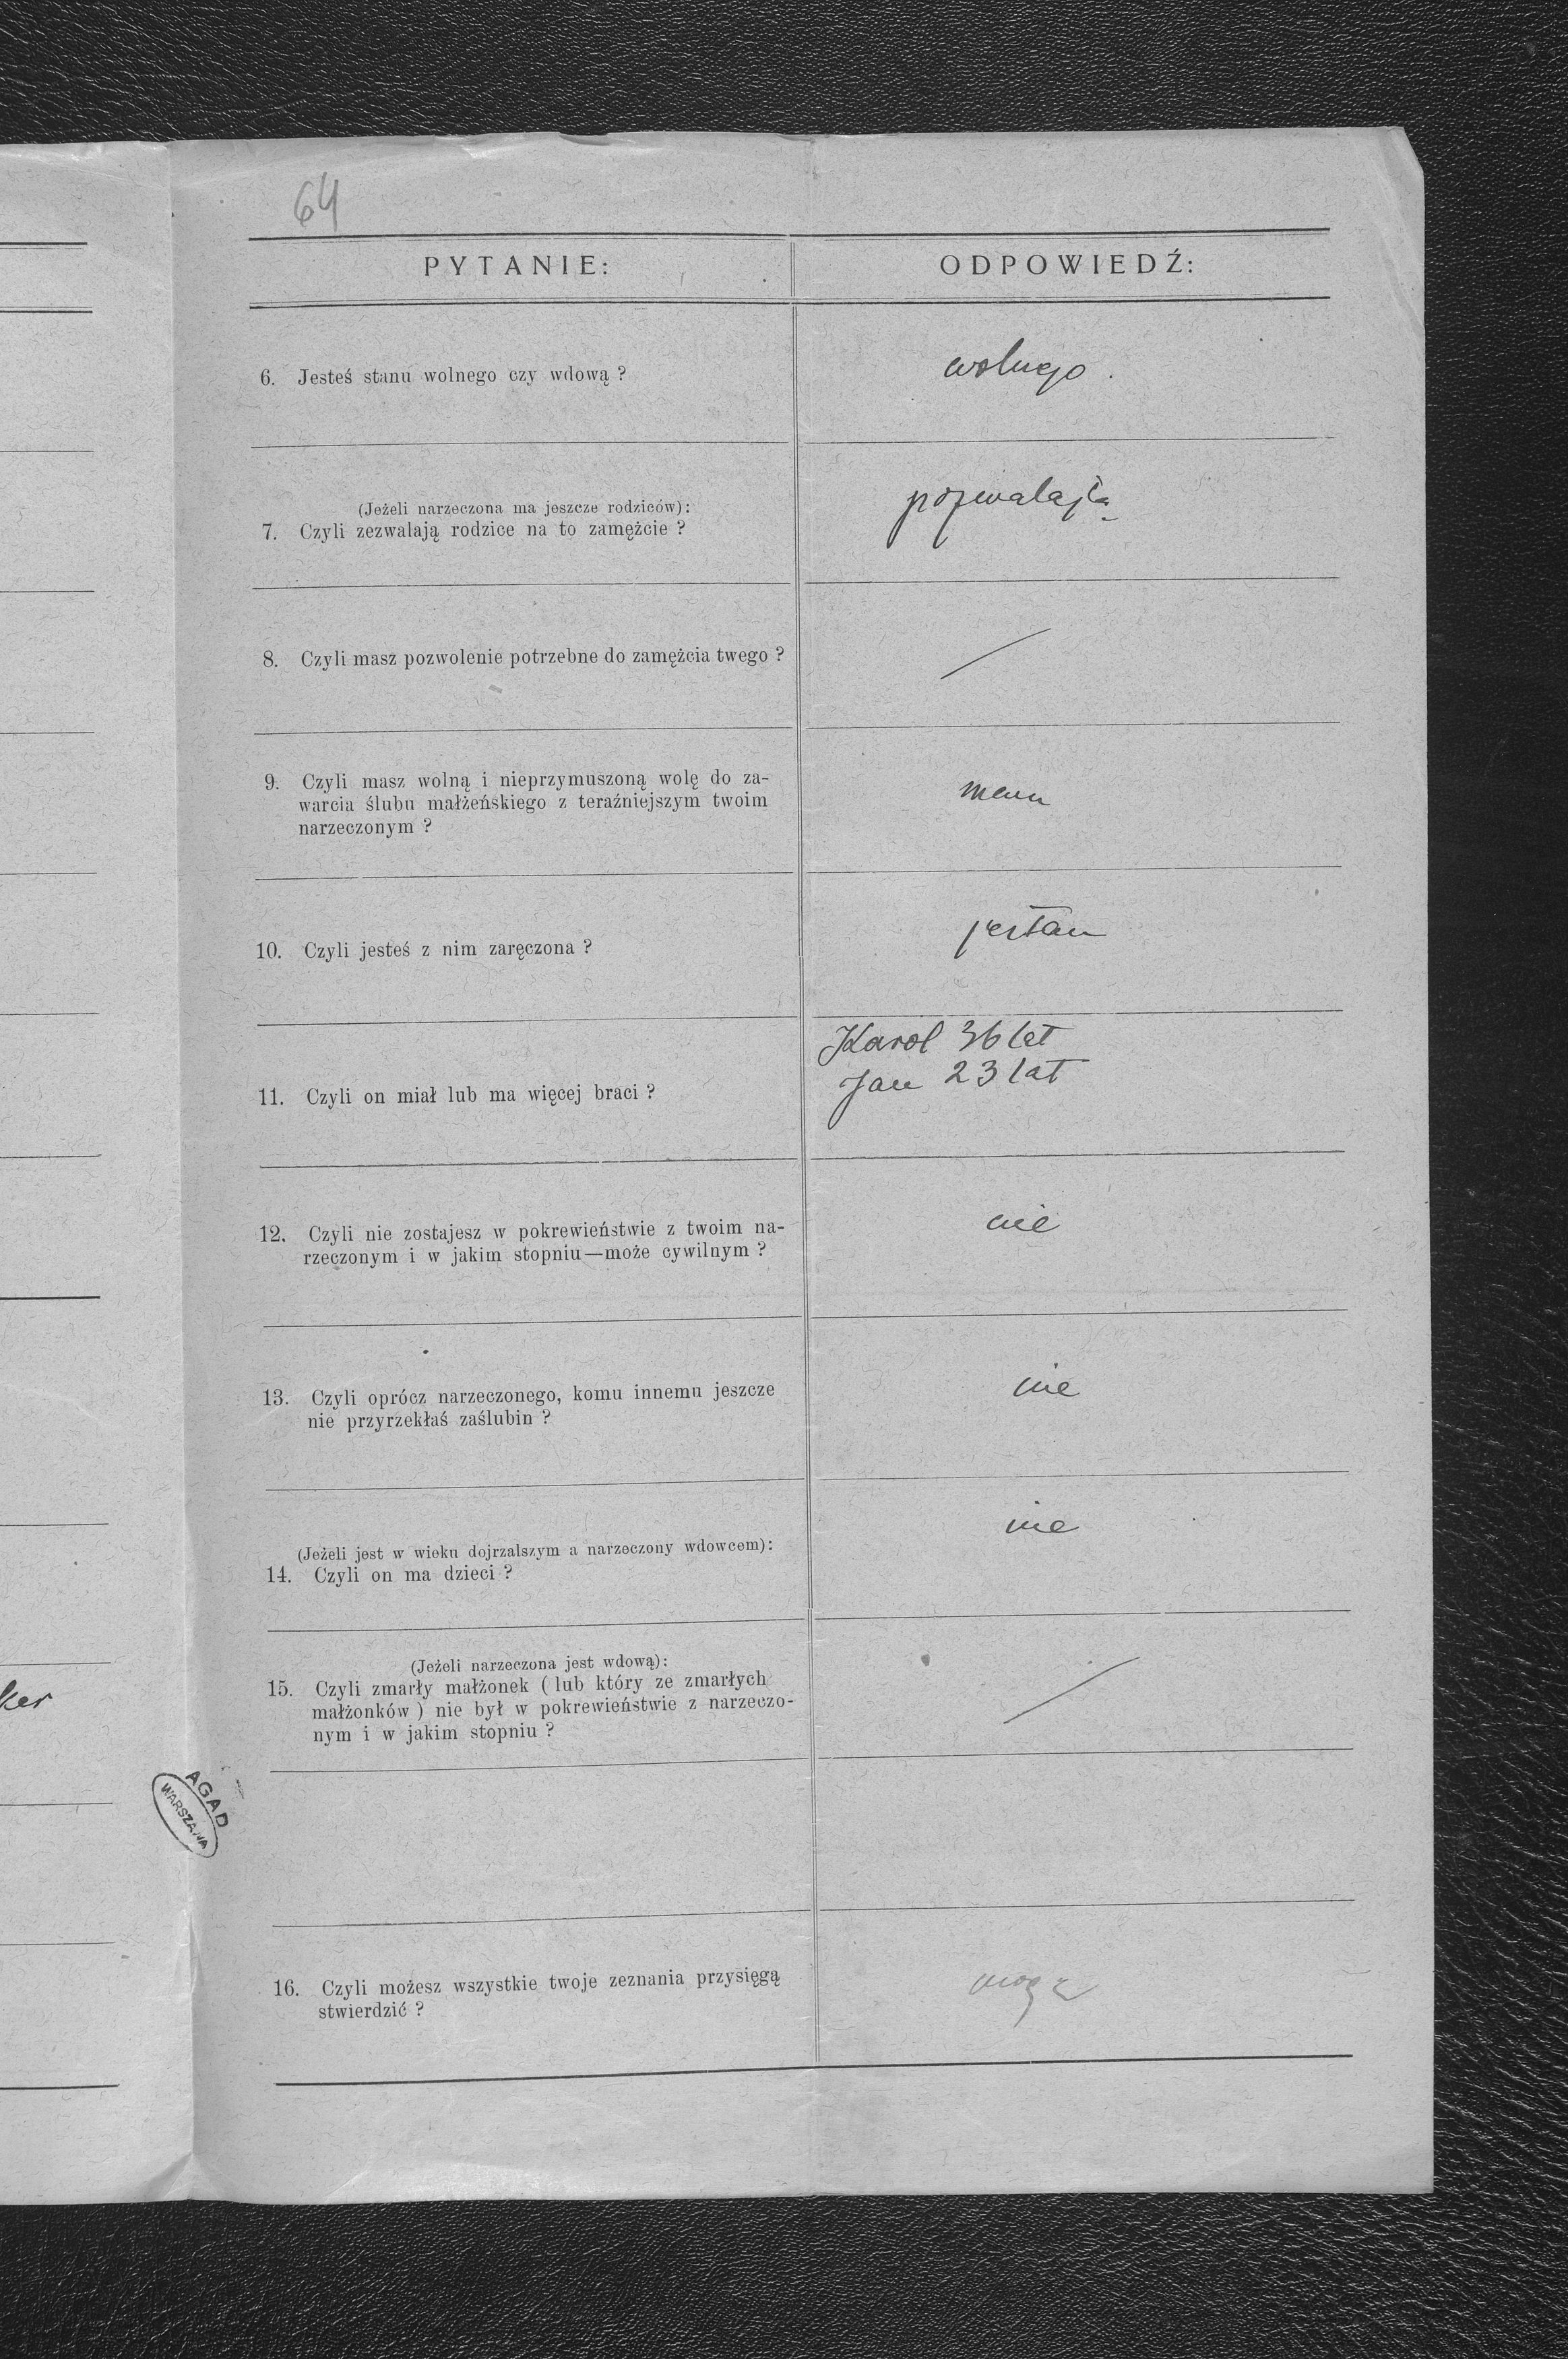 64
PYTANIE: ODPOWIEDŹ:
6. Jesteś stanu wolnego czy wdową ? wolnego.
(Jeżeli narzeczona ma jeszcze rodziców):
7. Czyli zezwalają rodzice na to zamężcie ? pozwalają
8. Czyli masz pozwolenie potrzebne do zamężcia twego ? /
9. Czyli masz wolną i nieprzymuszoną wolę do za-
warcia ślubu małżeńskiego z teraźniejszym twoim
narzeczonym ?
mam
10. Czyli jesteś z nim zaręczona ? jestem
11. Czyli on miał lub ma więcej braci ?
Karol 36 lat
Jan 23 lat
12. Czyli nie zostajesz w pokrewieństwie z twoim na-
rzeczonym i w jakim stopniu—może cywilnym ?
nie
13. Czyli oprócz narzeczonego, komu innemu jeszcze
nie przyrzekłaś zaślubin ?
nie
(Jeżeli jest w wieku dojrzalszym a narzeczony wdowcem):
14. Czyli on ma dzieci ?
nie
(Jeżeli narzeczona jest wdową):
15. Czyli zmarły małżonek ( lub który ze zmarłych
małżonków ) nie był w pokrewieństwie z narzeczo-
nym i w jakim stopniu ?
/
16. Czyli możesz wszystkie twoje zeznania przysięgą
stwierdzić ?
mogę
ker
AGAD
WARSZAWA